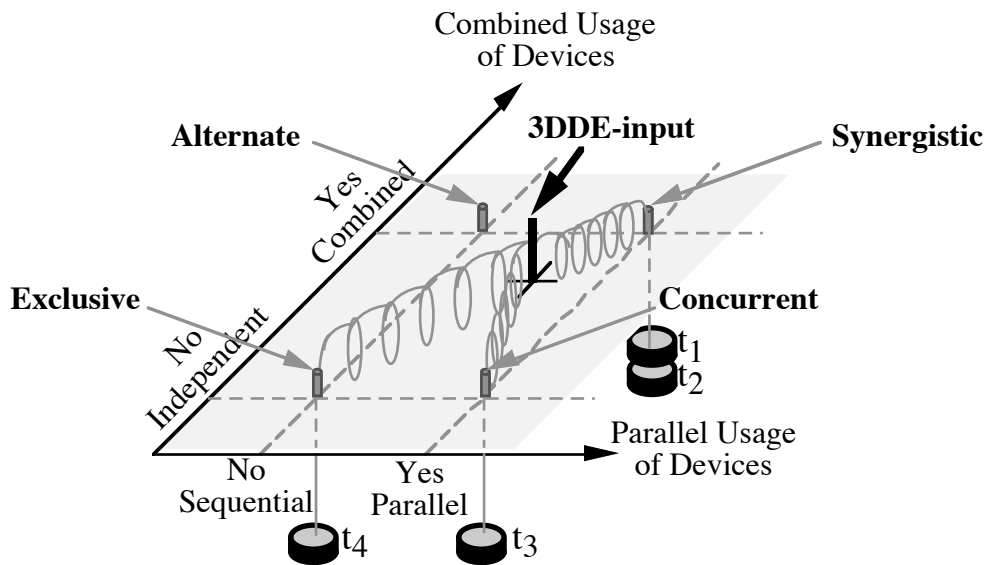 Combined Usage
of Devices
Alternate
3DDE-input
Synergistic
Yes
Combined
Exclusive
Concurrent
No
Independent
t1
t2
Parallel Usage
of Devices
No
Sequential
Yes
Parallel
t4
t3